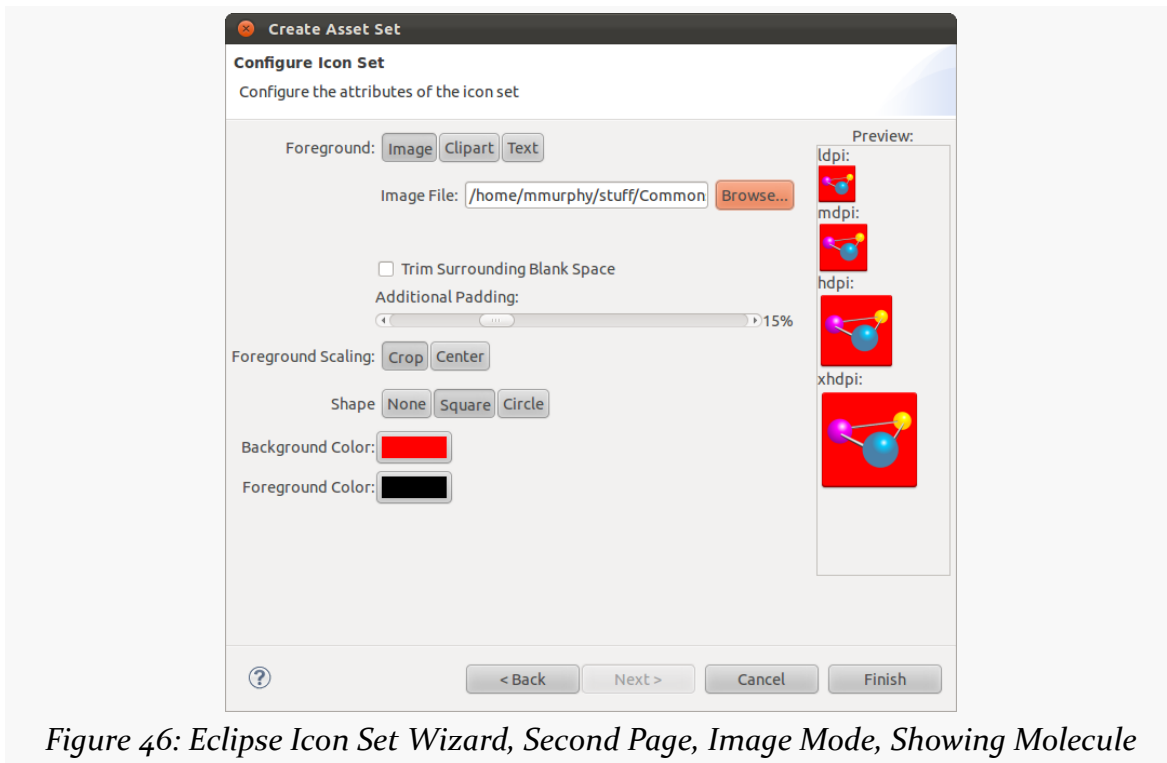 Create Asset Set
Configure Icon Set
Configure the attributes of the icon set
Foreground: Image Clipart Text
Image File: /home/mmurphy/stuff/Common Browse...
Trim Surrounding Blank Space
Additional Padding:
15%
Foreground Scaling: Crop Center
Shape None Square Circle
Background Color:
Foreground Color:
Preview:
ldpi:
mdpi:
hdpi:
xhdpi:
? < Back Next > Cancel Finish
Figure 46: Eclipse Icon Set Wizard, Second Page, Image Mode, Showing Molecule